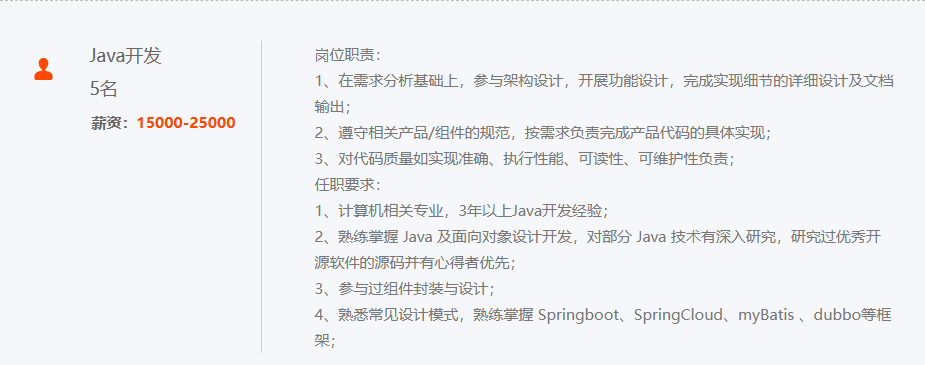 Java开发
5名
薪资：15000-25000
岗位职责：
1、在需求分析基础上，参与架构设计，开展功能设计，完成实现细节的详细设计及文档
输出；
2、遵守相关产品/组件的规范，按需求负责完成产品代码的具体实现；
3、对代码质量如实现准确、执行性能、可读性、可维护性负责；
任职要求：
1、计算机相关专业，3年以上Java开发经验；
2、熟练掌握 Java 及面向对象设计开发，对部分 Java 技术有深入研究，研究过优秀开
源软件的源码并有心得者优先；
3、参与过组件封装与设计；
4、熟悉常见设计模式，熟练掌握 Springboot、SpringCloud、myBatis 、dubbo等框
架；